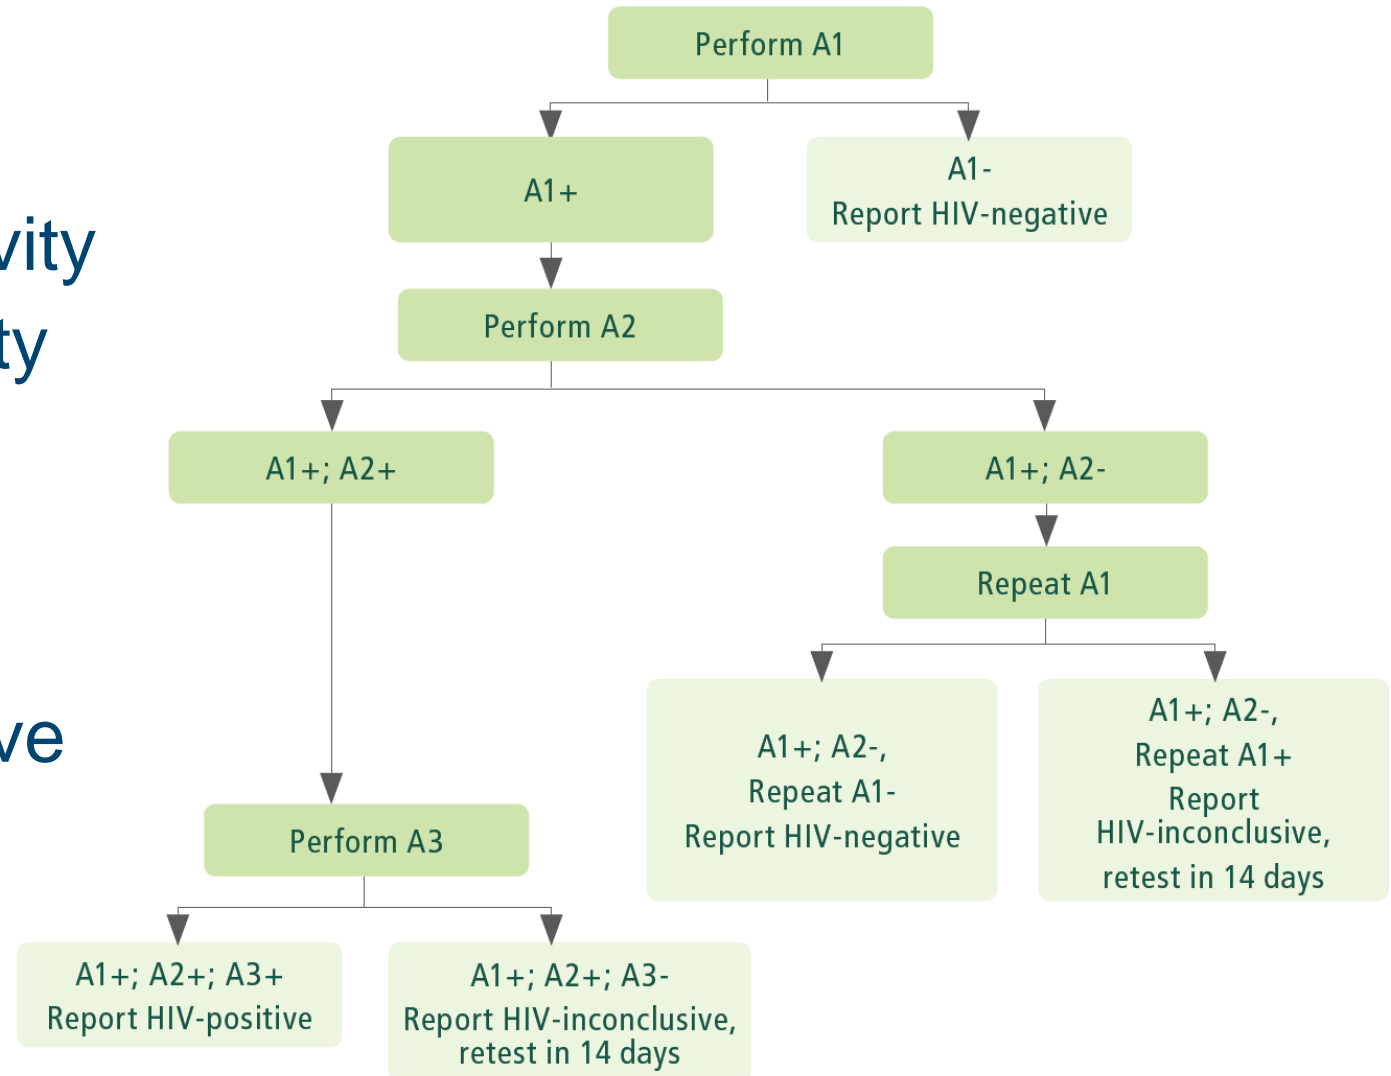 Perform A1
A1+
A1-
Report HIV-negative
vity
ty
Perform A2
A1+; A2+
A1+; A2-
Repeat A1
ve
A1+; A2-,
Repeat A1-
Report HIV-negative
A1+; A2-,
Repeat A1+
Report
HIV-inconclusive,
retest in 14 days
Perform A3
A1+; A2+; A3+
Report HIV-positive
A1+; A2+; A3-
Report HIV-inconclusive,
retest in 14 days